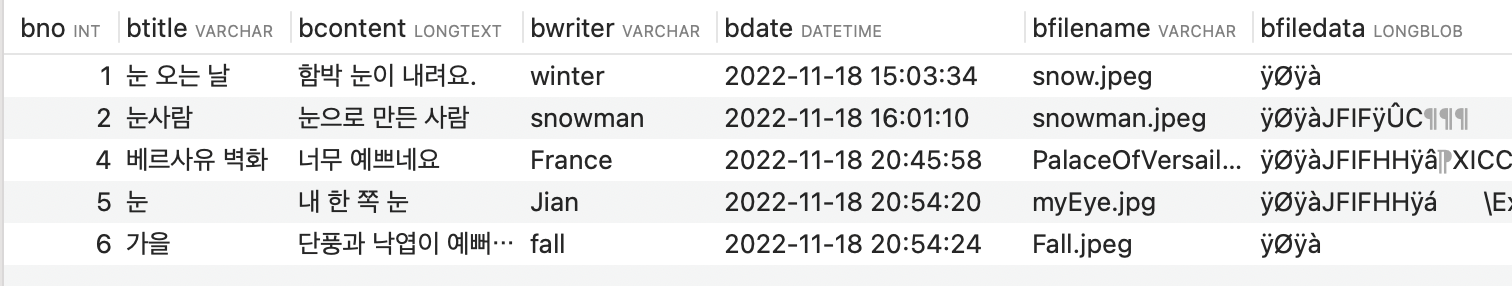 bno INT btitle VARCHAR bcontent LONGTEXT bwriter VARCHAR bdate DATETIME bfilename VARCHAR bfiledata LONGBLOB
1 눈 오는 날 함박 눈이 내려요. winter 2022-11-18 15:03:34 snow.jpeg ÿØÿà
2 눈사람 눈으로 만든 사람 snowman 2022-11-18 16:01:10 snowman.jpeg ÿØÿàJFIFÿÛC¶¶¶
4 베르사유 벽화 너무 예쁘네요 France 2022-11-18 20:45:58 PalaceOfVersail... ÿØÿàJFIFHHÿâ¶XICC
5 눈 내 한 쪽 눈 Jian 2022-11-18 20:54:20 myEye.jpg ÿØÿàJFIFHHÿá \Ex
6 가을 단풍과 낙엽이 예뻐… fall 2022-11-18 20:54:24 Fall.jpeg ÿØÿà